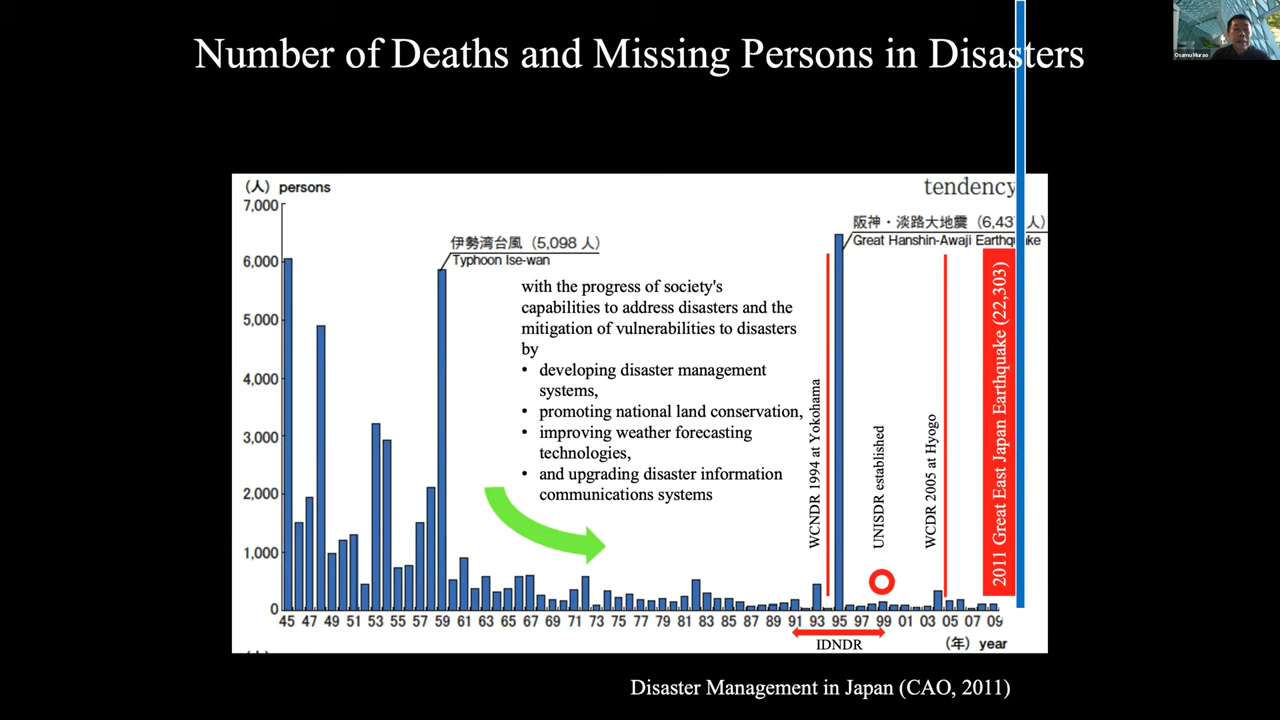 Number of Deaths and Missing Persons in Disasters
Osamu Murao
(人) persons
tendency
7,000
6,000
5,000
4,000
3,000
2,000
1,000
0
伊勢湾台風 (5,098 人)
Typhoon Ise-wan
阪神・淡路大地震 (6,437人)
Great Hanshin-Awaji Earthquake
with the progress of society's
capabilities to address disasters and the
mitigation of vulnerabilities to disasters
by
• developing disaster management
systems,
• promoting national land conservation,
• improving weather forecasting
technologies,
• and upgrading disaster information
communications systems
WCNDR 1994 at Yokohama
UNISDR established
WCDR 2005 at Hyogo
2011 Great East Japan Earthquake (22,303)
45 47 49 51 53 55 57 59 61 63 65 67 69 71 73 75 77 79 81 83 85 87 89 91 93 95 97 99 01 03 05 07 09
IDNDR
(年) year
Disaster Management in Japan (CAO, 2011)